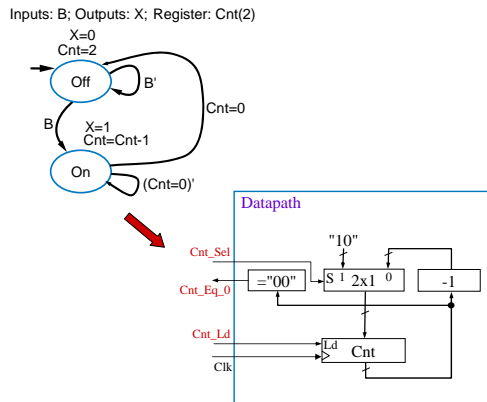 Inputs: B; Outputs: X; Register: Cnt(2)
X=0
Cnt=2
Off
B'
Cnt=0
B
X=1
Cnt=Cnt-1
On
(Cnt=0)'
Datapath
"10"
Cnt_Sel
S 1 2x1 0
="00"
-1
Cnt_Eq_0
Cnt_Ld
Ld
Cnt
Clk